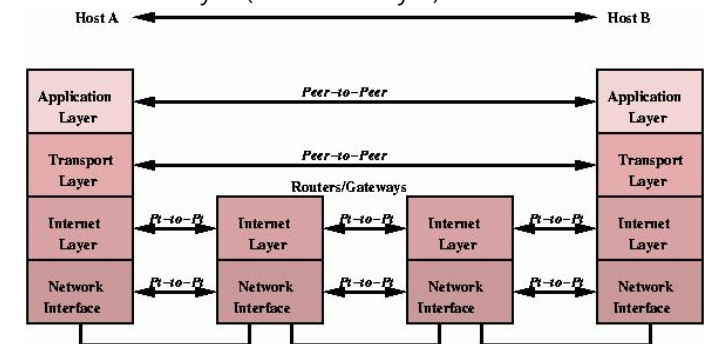 Host A
Host B
Peer-to-Peer
Application Layer
Application Layer
Peer-to-Peer
Transport Layer
Transport Layer
Routers/Gateways
Pt-to-Pt
Pt-to-Pt
Pt-to-Pt
Internet Layer
Internet Layer
Internet Layer
Internet Layer
Pt-to-Pt
Pt-to-Pt
Pt-to-Pt
Network Interface
Network Interface
Network Interface
Network Interface